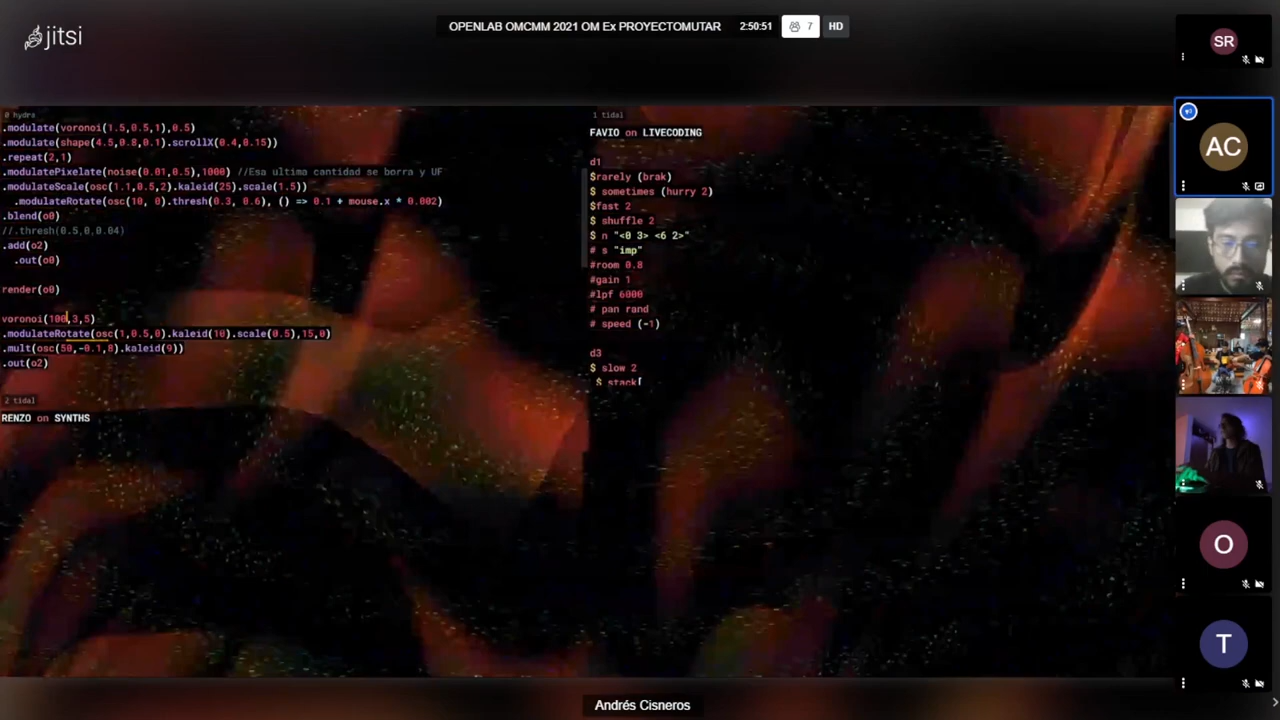 jitsi
OPENLAB OMCMM 2021 OM Ex PROYECTOMUTAR 2:50:51 7 HD
0 hydra
.modulate(voronoi(1.5,0.5,1),0.5)
.modulate(shape(4.5,0.8,0.1).scrollX(0.4,0.15))
.repeat(2,1)
.modulatePixelate(noise(0.01,0.5),1000) //Esa ultima cantidad se borra y UF
.modulateScale(osc(1.1,0.5,2).kaleid(25).scale(1.5))
.modulateRotate(osc(10, 0).thresh(0.3, 0.6), () => 0.1 + mouse.x * 0.002)
.blend(o0)
//.thresh(0.5,0,0.04)
.add(o2)
.out(o0)
render(o0)
voronoi(100,3,5)
.modulateRotate(osc(1,0.5,0).kaleid(10).scale(0.5),15,0)
.mult(osc(50,-0.1,8).kaleid(9))
.out(o2)
2 tidal
RENZO on SYNTHS
1 tidal
FAVIO on LIVECODING
d1
$rarely (brak)
$ sometimes (hurry 2)
$fast 2
$ shuffle 2
$ n "<0 3> <6 2>"
# s "imp"
#room 0.8
#gain 1
#lpf 6000
# pan rand
# speed (-1)
d3
$ slow 2
$ stack[
SR
AC
O
T
Andrés Cisneros